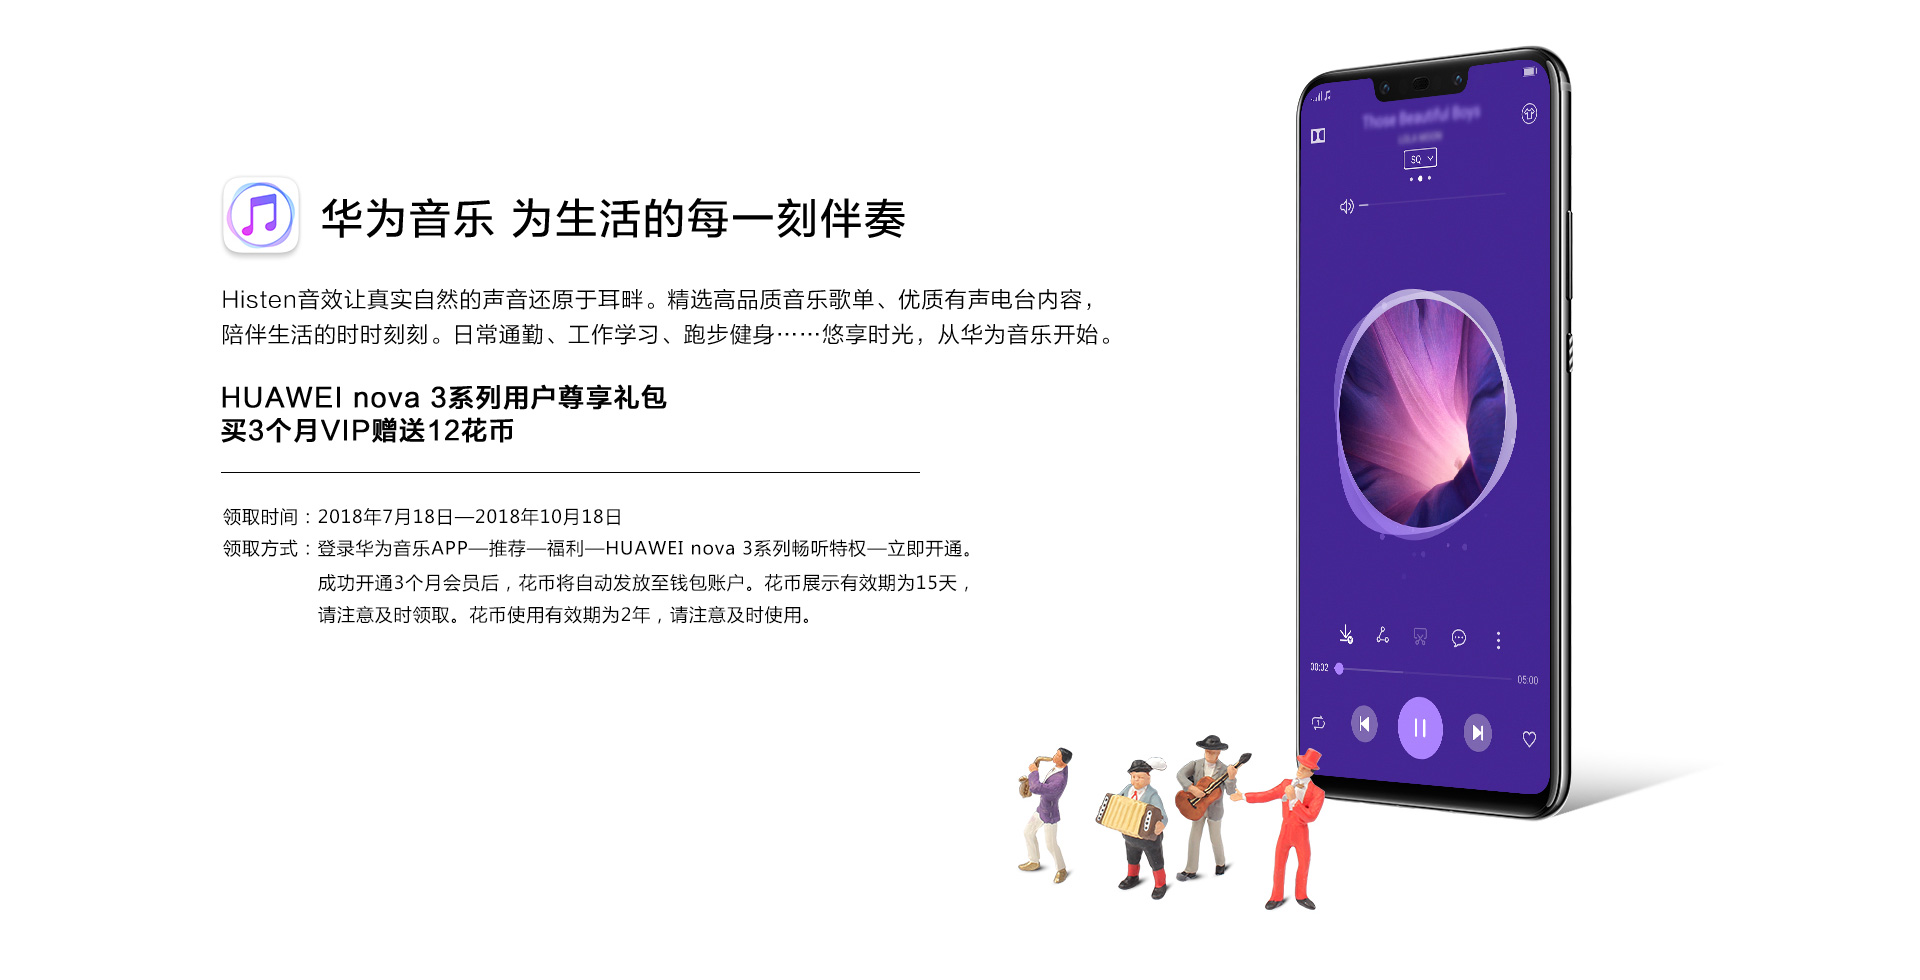 华为音乐 为生活的每一刻伴奏
Histen音效让真实自然的声音还原于耳畔。精选高品质音乐歌单、优质有声电台内容，
陪伴生活的时时刻刻。日常通勤、工作学习、跑步健身……悠享时光，从华为音乐开始。
HUAWEI nova 3系列用户尊享礼包
买3个月VIP赠送12花币
领取时间：2018年7月18日—2018年10月18日
领取方式：登录华为音乐APP—推荐—福利—HUAWEI nova 3系列畅听特权—立即开通。
成功开通3个月会员后，花币将自动发放至钱包账户。花币展示有效期为15天，
请注意及时领取。花币使用有效期为2年，请注意及时使用。
Those Beautiful Boys
SQ
00:02
05:00
1